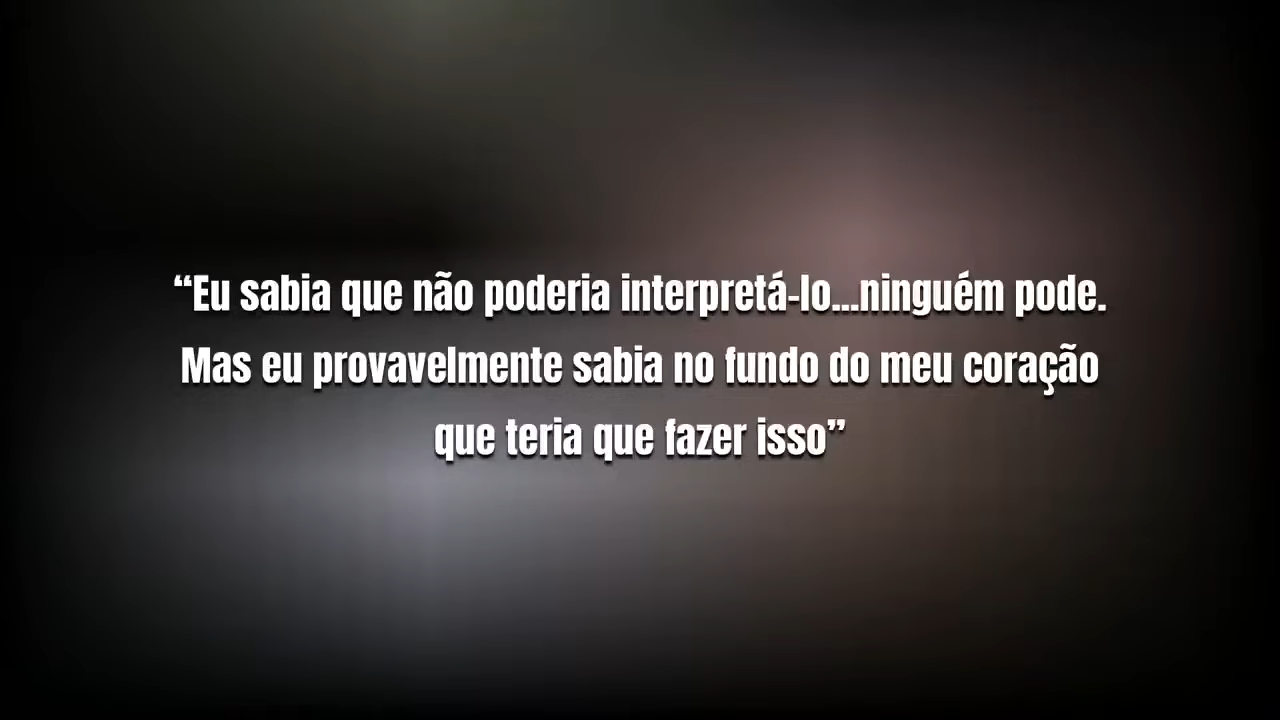 “Eu sabia que não poderia interpretá-lo...ninguém pode.
Mas eu provavelmente sabia no fundo do meu coração
que teria que fazer isso”